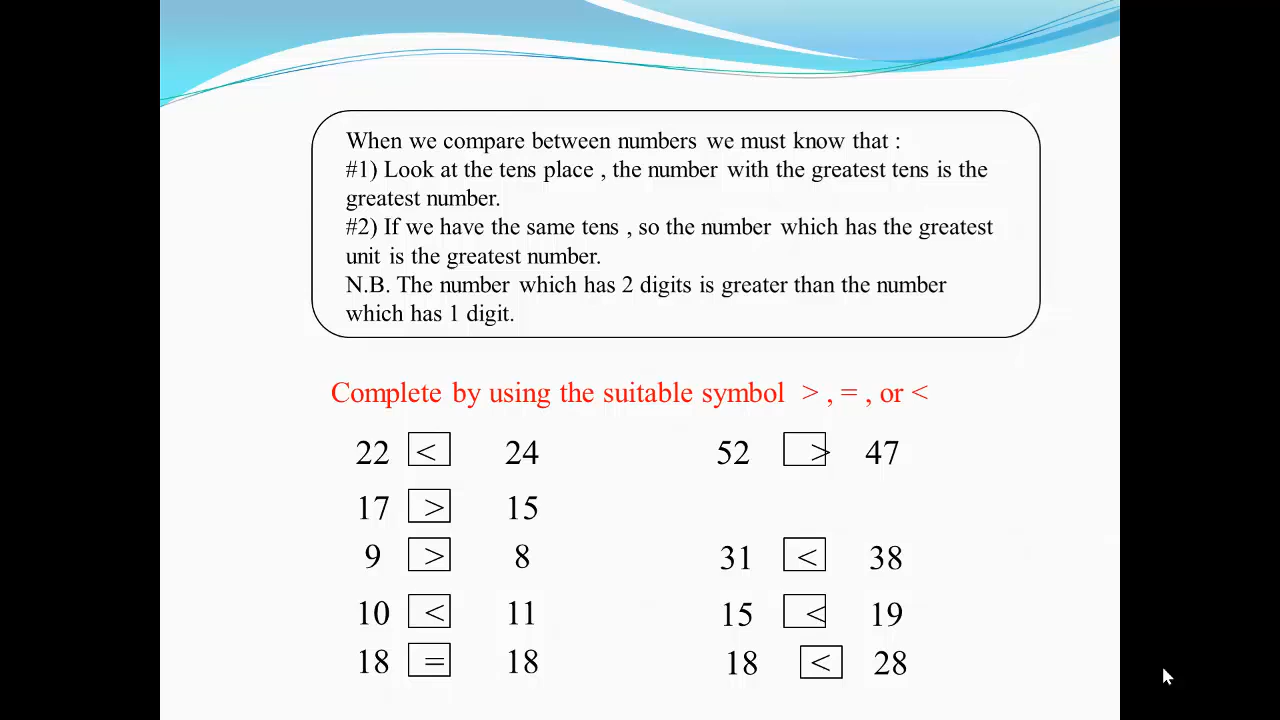 When we compare between numbers we must know that :
#1) Look at the tens place , the number with the greatest tens is the
greatest number.
#2) If we have the same tens , so the number which has the greatest
unit is the greatest number.
N.B. The number which has 2 digits is greater than the number
which has 1 digit.
Complete by using the suitable symbol > , = , or <
22 < 24 52 > 47
17 > 15
9 > 8 31 < 38
10 < 11 15 < 19
18 = 18 18 < 28